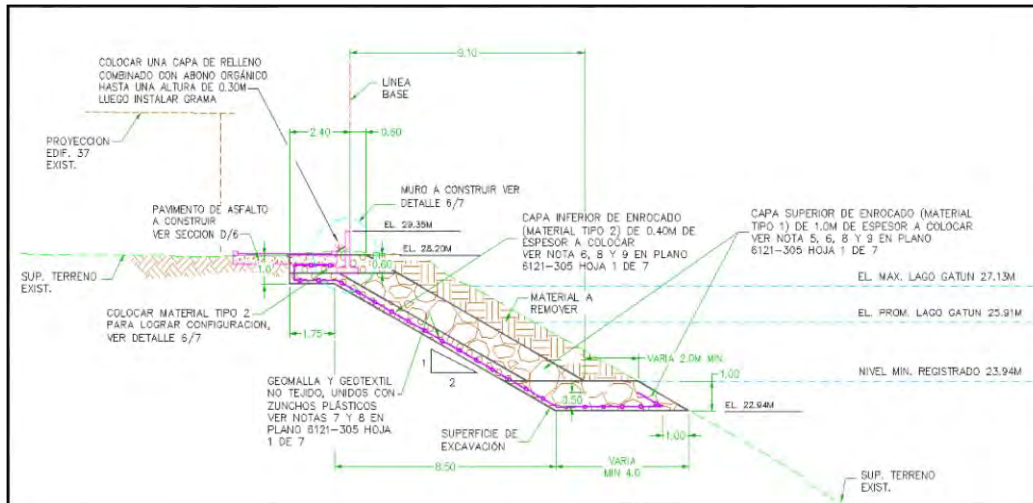 9.10
COLOCAR UNA CAPA DE RELLENO
COMBINADO CON ABONO ORGÁNICO
HASTA UNA ALTURA DE 0.30M
LUEGO INSTALAR GRAMA
LÍNEA
BASE
2.40
0.60
PROYECCION
EDIF. 37
EXIST.
MURO A CONSTRUIR VER
DETALLE 6/7
PAVIMENTO DE ASFALTO
A CONSTRUIR
VER SECCION D/6
EL. 29.35M
EL. 28.20M
CAPA INFERIOR DE ENROCADO
(MATERIAL TIPO 2) DE 0.40M DE
ESPESOR A COLOCAR
VER NOTA 6, 8 Y 9 EN PLANO
6121-305 HOJA 1 DE 7
CAPA SUPERIOR DE ENROCADO (MATERIAL
TIPO 1) DE 1.0M DE ESPESOR A COLOCAR
VER NOTA 5, 6, 8 Y 9 EN PLANO
6121-305 HOJA 1 DE 7
SUP. TERRENO
EXIST.
1.0
0.60
EL. MAX. LAGO GATUN 27.13M
MATERIAL A
REMOVER
COLOCAR MATERIAL TIPO 2
PARA LOGRAR CONFIGURACION,
VER DETALLE 6/7
EL. PROM. LAGO GATUN 25.91M
1.75
1
2
VARIA 2.0M MIN.
1.00
NIVEL MIN. REGISTRADO 23.94M
GEOMALLA Y GEOTEXTIL
NO TEJIDO, UNIDOS CON
ZUNCHOS PLÁSTICOS
VER NOTAS 7 Y 8 EN
PLANO 6121-305 HOJA
1 DE 7
0.50
EL. 22.94M
SUPERFICIE DE
EXCAVACIÓN
1.00
8.50
VARIA
MIN 4.0
SUP. TERRENO
EXIST.